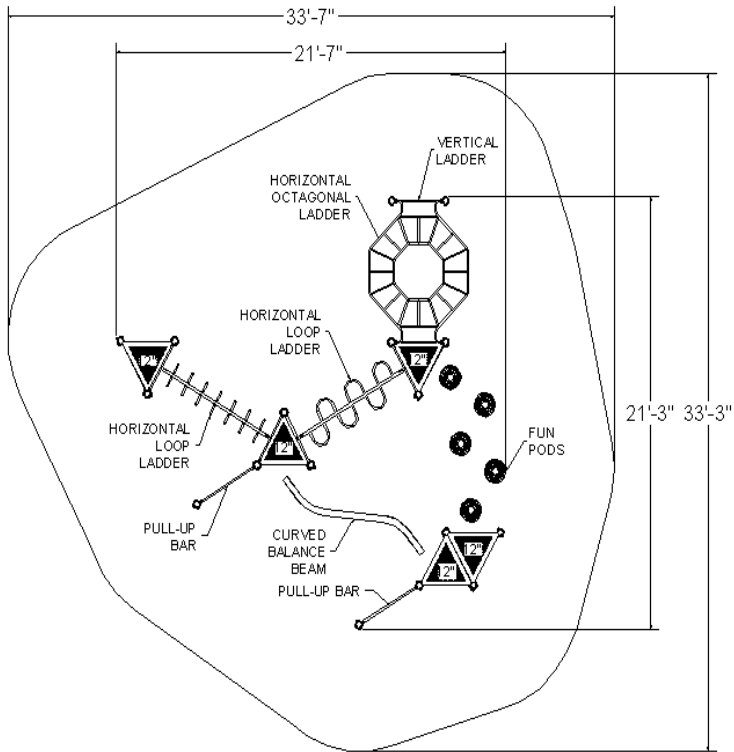 33'-7"
21'-7"
VERTICAL
LADDER
HORIZONTAL
OCTAGONAL
LADDER
HORIZONTAL
LOOP
LADDER
12"
12"
21'-3"
33'-3"
HORIZONTAL
LOOP
LADDER
12"
FUN
PODS
PULL-UP
BAR
CURVED
BALANCE
BEAM
12"
12"
PULL-UP BAR